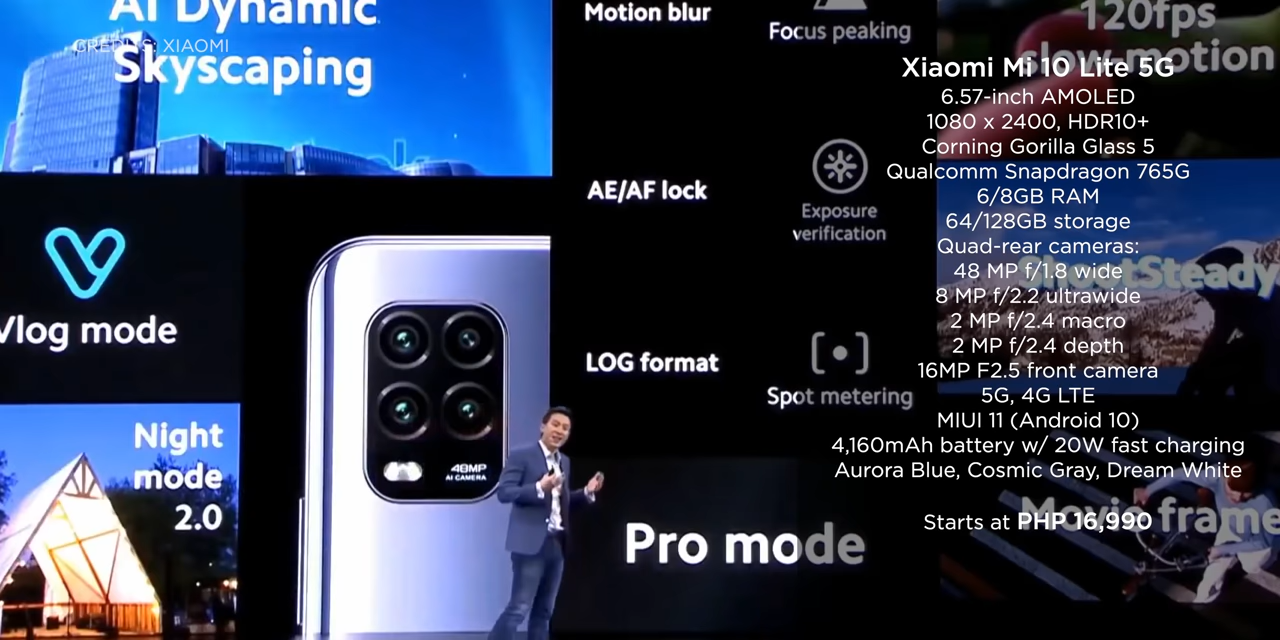 AI Dynamic
Skyscaping
CREDITS: XIAOMI
Vlog mode
Night
mode
2.0
48MP
AI CAMERA
Motion blur
AE/AF lock
LOG format
Focus peaking
Exposure
verification
Spot metering
Pro mode
120fps
slow-motion
GhostSteady
Movie frame
Xiaomi Mi 10 Lite 5G
6.57-inch AMOLED
1080 x 2400, HDR10+
Corning Gorilla Glass 5
Qualcomm Snapdragon 765G
6/8GB RAM
64/128GB storage
Quad-rear cameras:
48 MP f/1.8 wide
8 MP f/2.2 ultrawide
2 MP f/2.4 macro
2 MP f/2.4 depth
16MP F2.5 front camera
5G, 4G LTE
MIUI 11 (Android 10)
4,160mAh battery w/ 20W fast charging
Aurora Blue, Cosmic Gray, Dream White
Starts at PHP 16,990